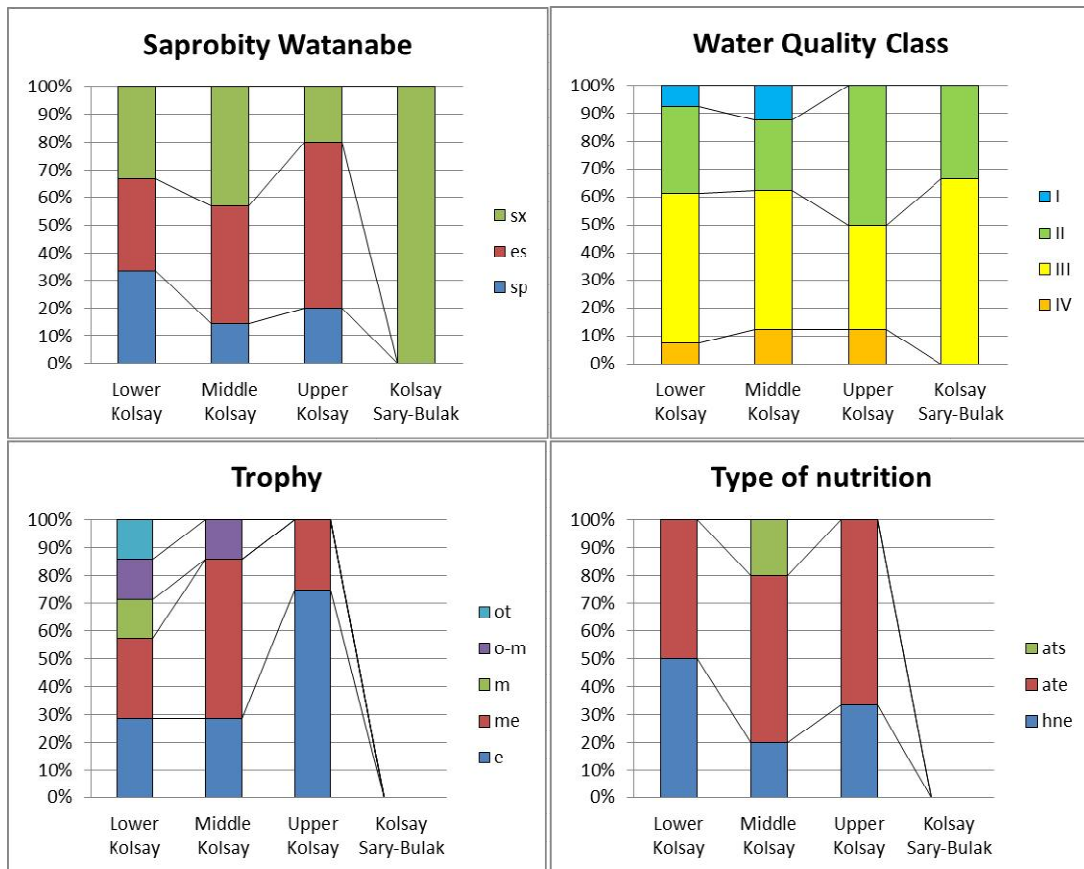 Saprobity Watanabe
100%
90%
80%
70%
60%
50%
40%
30%
20%
10%
0%
Lower Kolsay
Middle Kolsay
Upper Kolsay
Kolsay Sary-Bulak
sx
es
sp
Water Quality Class
100%
90%
80%
70%
60%
50%
40%
30%
20%
10%
0%
Lower Kolsay
Middle Kolsay
Upper Kolsay
Kolsay Sary-Bulak
I
II
III
IV
Trophy
100%
90%
80%
70%
60%
50%
40%
30%
20%
10%
0%
Lower Kolsay
Middle Kolsay
Upper Kolsay
Kolsay Sary-Bulak
ot
o-m
m
me
e
Type of nutrition
100%
90%
80%
70%
60%
50%
40%
30%
20%
10%
0%
Lower Kolsay
Middle Kolsay
Upper Kolsay
Kolsay Sary-Bulak
ats
ate
hne